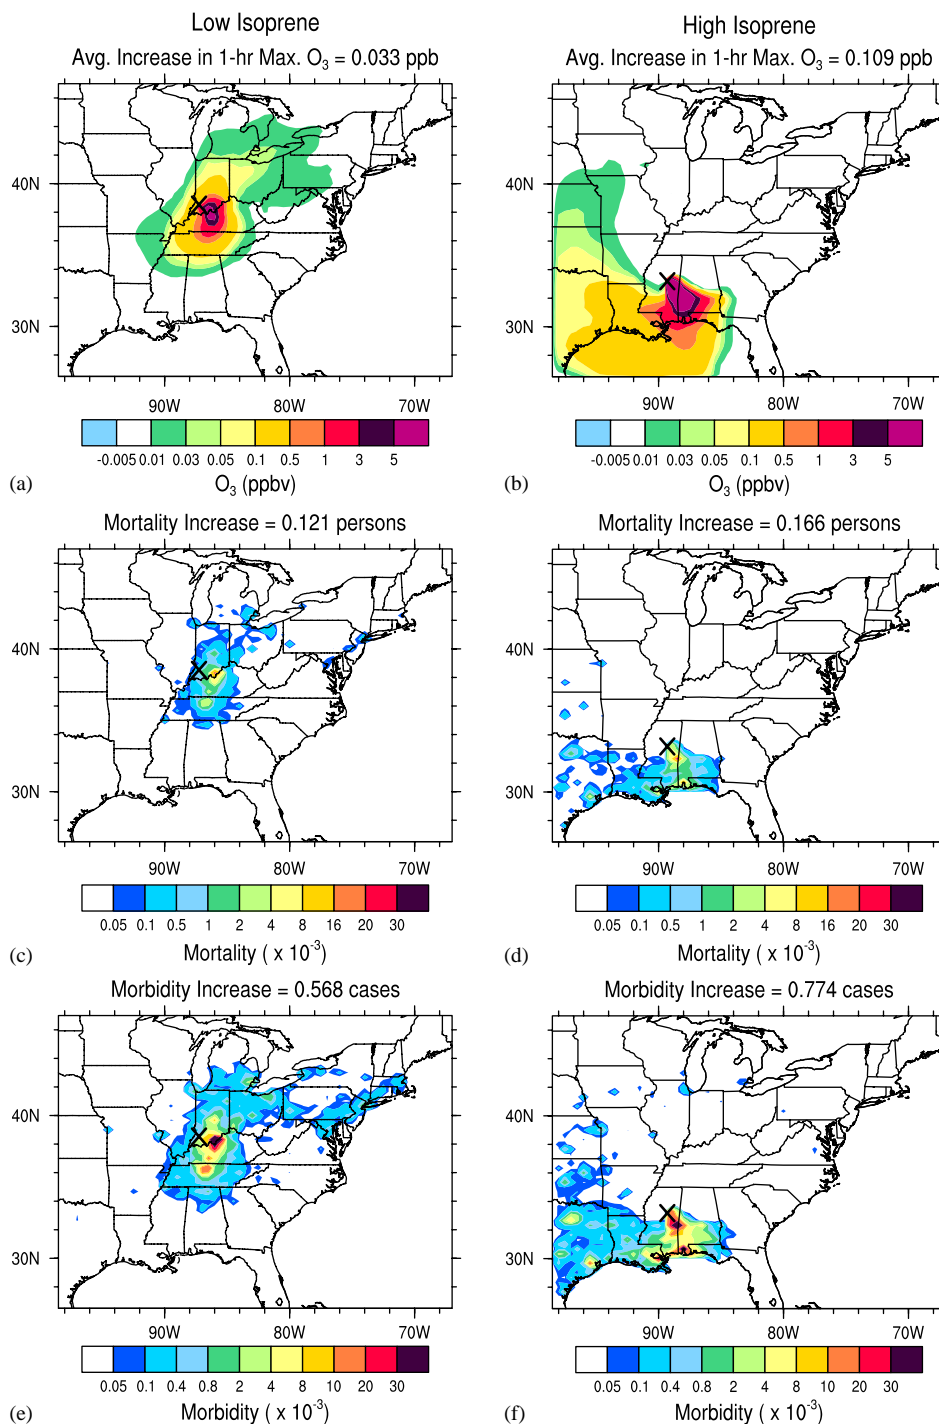 Low Isoprene
High Isoprene
Avg. Increase in 1-hr Max. O3 = 0.033 ppb
Avg. Increase in 1-hr Max. O3 = 0.109 ppb
40N
30N
90W 80W 70W
-0.005 0.01 0.03 0.05 0.1 0.5 1 3 5
(a)
O3 (ppbv)
40N
30N
90W 80W 70W
-0.005 0.01 0.03 0.05 0.1 0.5 1 3 5
(b)
O3 (ppbv)
Mortality Increase = 0.121 persons
40N
30N
90W 80W 70W
0.05 0.1 0.5 1 2 4 8 16 20 30
(c)
Mortality ( x 10-3)
Mortality Increase = 0.166 persons
40N
30N
90W 80W 70W
0.05 0.1 0.5 1 2 4 8 16 20 30
(d)
Mortality ( x 10-3)
Morbidity Increase = 0.568 cases
40N
30N
90W 80W 70W
0.05 0.1 0.4 0.8 2 4 8 10 20 30
(e)
Morbidity ( x 10-3)
Morbidity Increase = 0.774 cases
40N
30N
90W 80W 70W
0.05 0.1 0.4 0.8 2 4 8 10 20 30
(f)
Morbidity ( x 10-3)